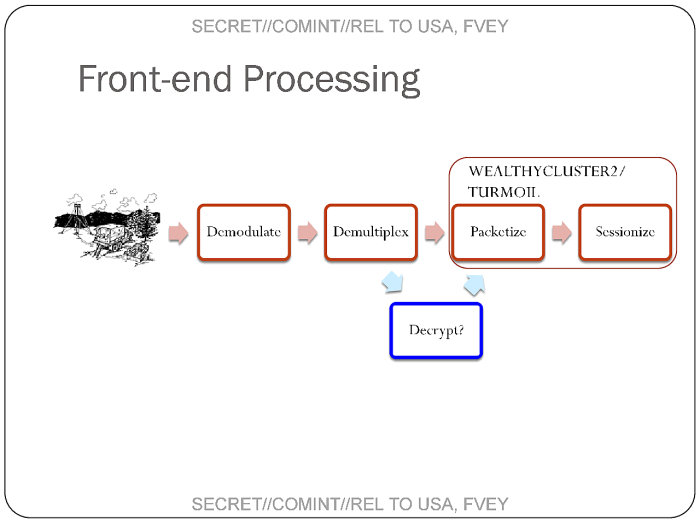 SECRET//COMINT//REL TO USA, FVEY
Front-end Processing
WEALTHYCLUSTER2/
TURMOIL
Demodulate
Demultiplex
Packetize
Sessionize
Decrypt?
SECRET//COMINT//REL TO USA, FVEY